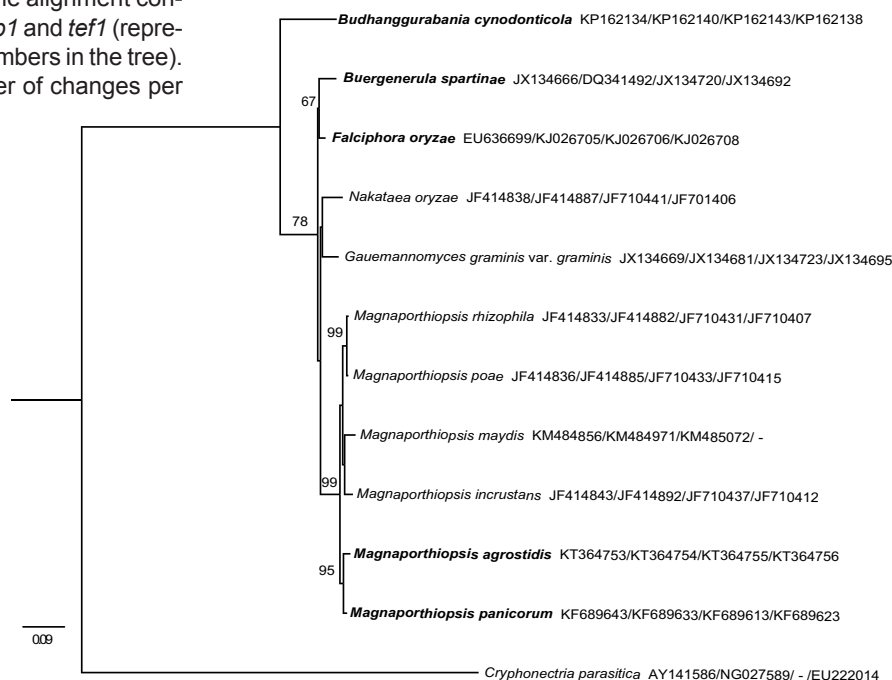 ne alignment con-
b1 and tef1 (repre-
mbers in the tree).
er of changes per
Budhanggurabania cynodonticola KP162134/KP162140/KP162143/KP162138
Buergenerula spartinae JX134666/DQ341492/JX134720/JX134692
67
Falciphora oryzae EU636699/KJ026705/KJ026706/KJ026708
Nakataea oryzae JF414838/JF414887/JF710441/JF701406
78
Gauemannomyces graminis var. graminis JX134669/JX134681/JX134723/JX134695
Magnaporthiopsis rhizophila JF414833/JF414882/JF710431/JF710407
99
Magnaporthiopsis poae JF414836/JF414885/JF710433/JF710415
Magnaporthiopsis maydis KM484856/KM484971/KM485072/ -
99
Magnaporthiopsis incrustans JF414843/JF414892/JF710437/JF710412
Magnaporthiopsis agrostidis KT364753/KT364754/KT364755/KT364756
95
Magnaporthiopsis panicorum KF689643/KF689633/KF689613/KF689623
0.09
Cryphonectria parasitica AY141586/NG027589/ - /EU222014